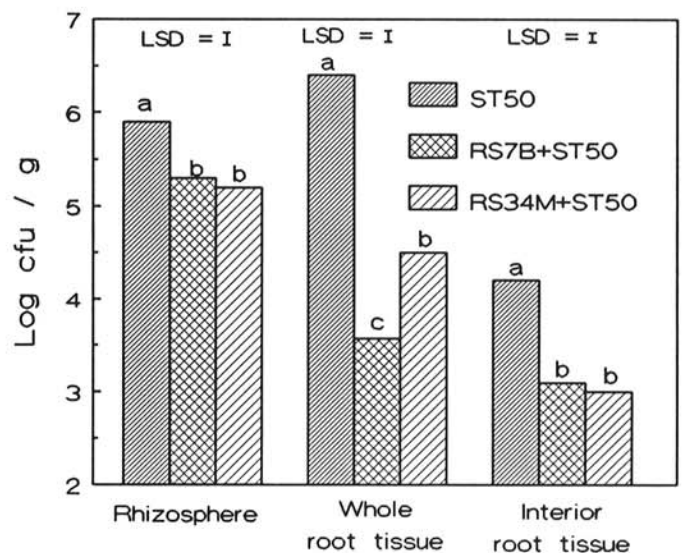 7
6
5
4
3
2
Log cfu / g
LSD = I
LSD = I
LSD = I
a
b
b
a
c
b
a
b
b
ST50
RS7B+ST50
RS34M+ST50
Rhizosphere
Whole
root tissue
Interior
root tissue